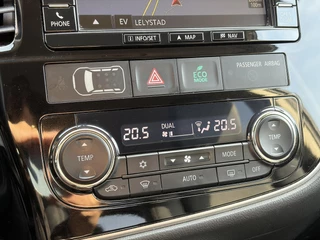 PHONE
100m
EV LELYSTAD
INFO/SET MAP NAV
ECO MODE
PASSENGER AIRBAG
20.5 DUAL 20.5
TEMP MODE TEMP
AUTO OFF